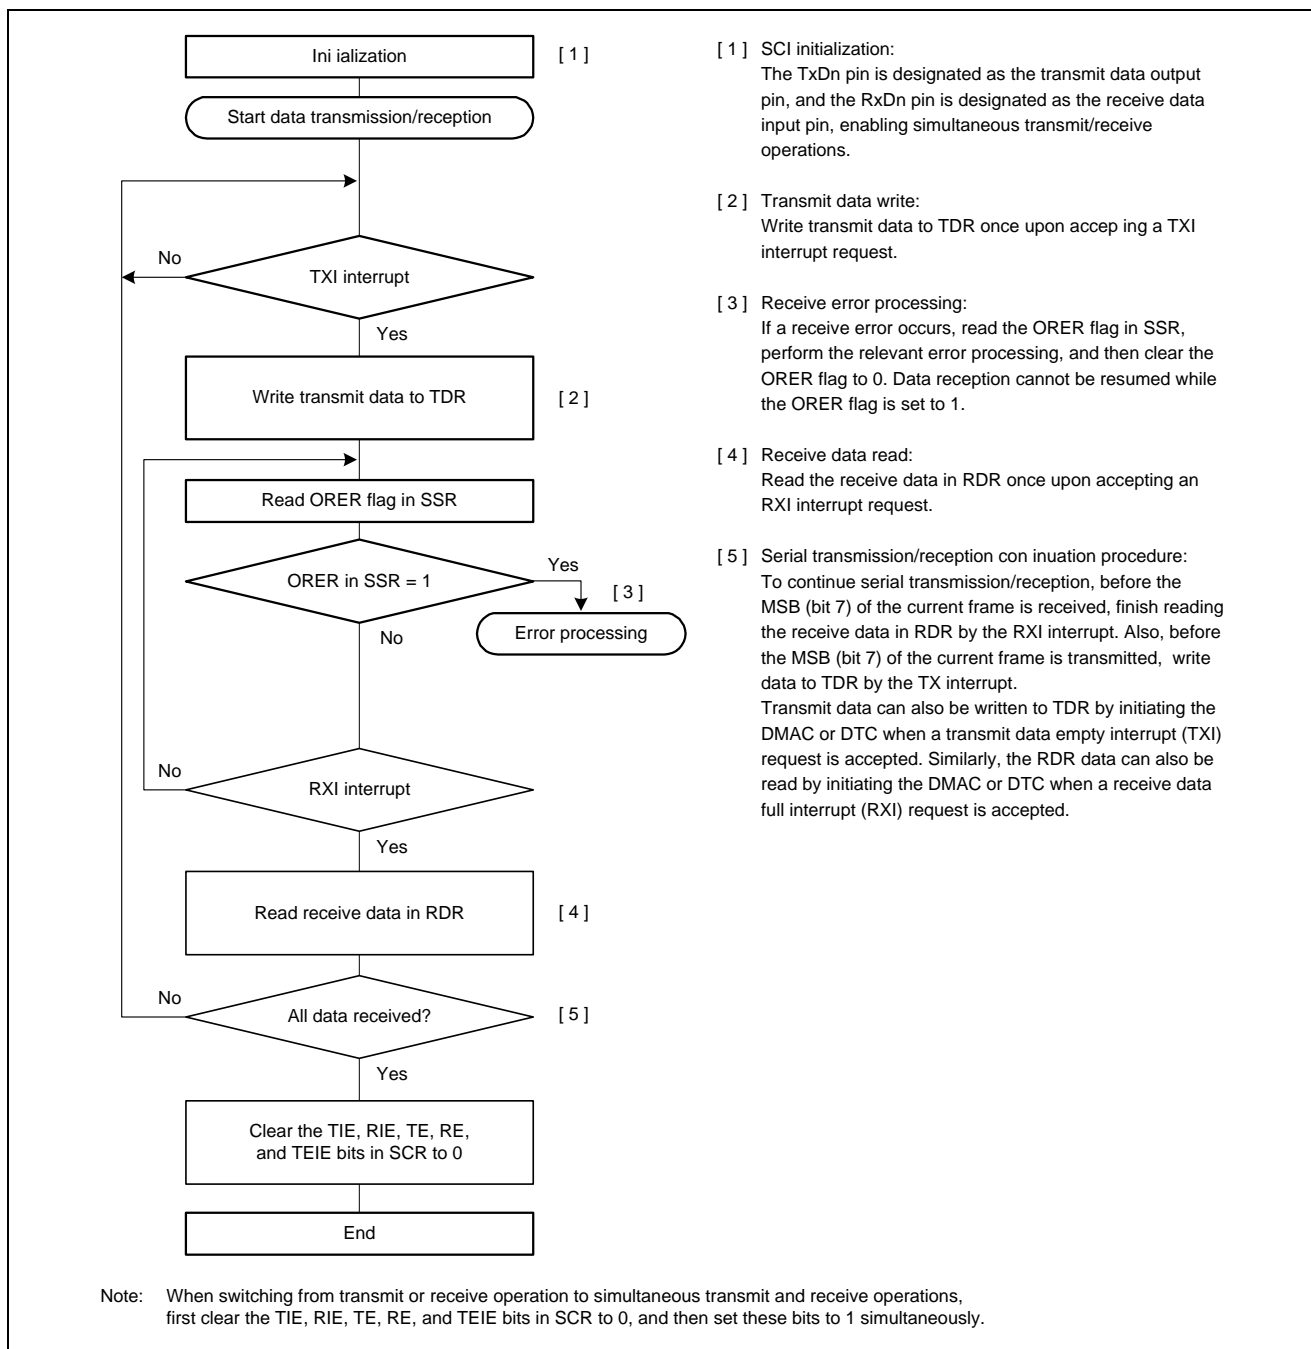 Ini ialization
[ 1 ]
Start data transmission/reception
No
TXI interrupt
Yes
Write transmit data to TDR
[ 2 ]
Read ORER flag in SSR
ORER in SSR = 1
Yes
[ 3 ]
Error processing
No
No
RXI interrupt
Yes
Read receive data in RDR
[ 4 ]
No
All data received?
[ 5 ]
Yes
Clear the TIE, RIE, TE, RE,
and TEIE bits in SCR to 0
End
[ 1 ] SCI initialization:
The TxDn pin is designated as the transmit data output
pin, and the RxDn pin is designated as the receive data
input pin, enabling simultaneous transmit/receive
operations.
[ 2 ] Transmit data write:
Write transmit data to TDR once upon accep ing a TXI
interrupt request.
[ 3 ] Receive error processing:
If a receive error occurs, read the ORER flag in SSR,
perform the relevant error processing, and then clear the
ORER flag to 0. Data reception cannot be resumed while
the ORER flag is set to 1.
[ 4 ] Receive data read:
Read the receive data in RDR once upon accepting an
RXI interrupt request.
[ 5 ] Serial transmission/reception con inuation procedure:
To continue serial transmission/reception, before the
MSB (bit 7) of the current frame is received, finish reading
the receive data in RDR by the RXI interrupt. Also, before
the MSB (bit 7) of the current frame is transmitted, write
data to TDR by the TX interrupt.
Transmit data can also be written to TDR by initiating the
DMAC or DTC when a transmit data empty interrupt (TXI)
request is accepted. Similarly, the RDR data can also be
read by initiating the DMAC or DTC when a receive data
full interrupt (RXI) request is accepted.
Note: When switching from transmit or receive operation to simultaneous transmit and receive operations,
first clear the TIE, RIE, TE, RE, and TEIE bits in SCR to 0, and then set these bits to 1 simultaneously.